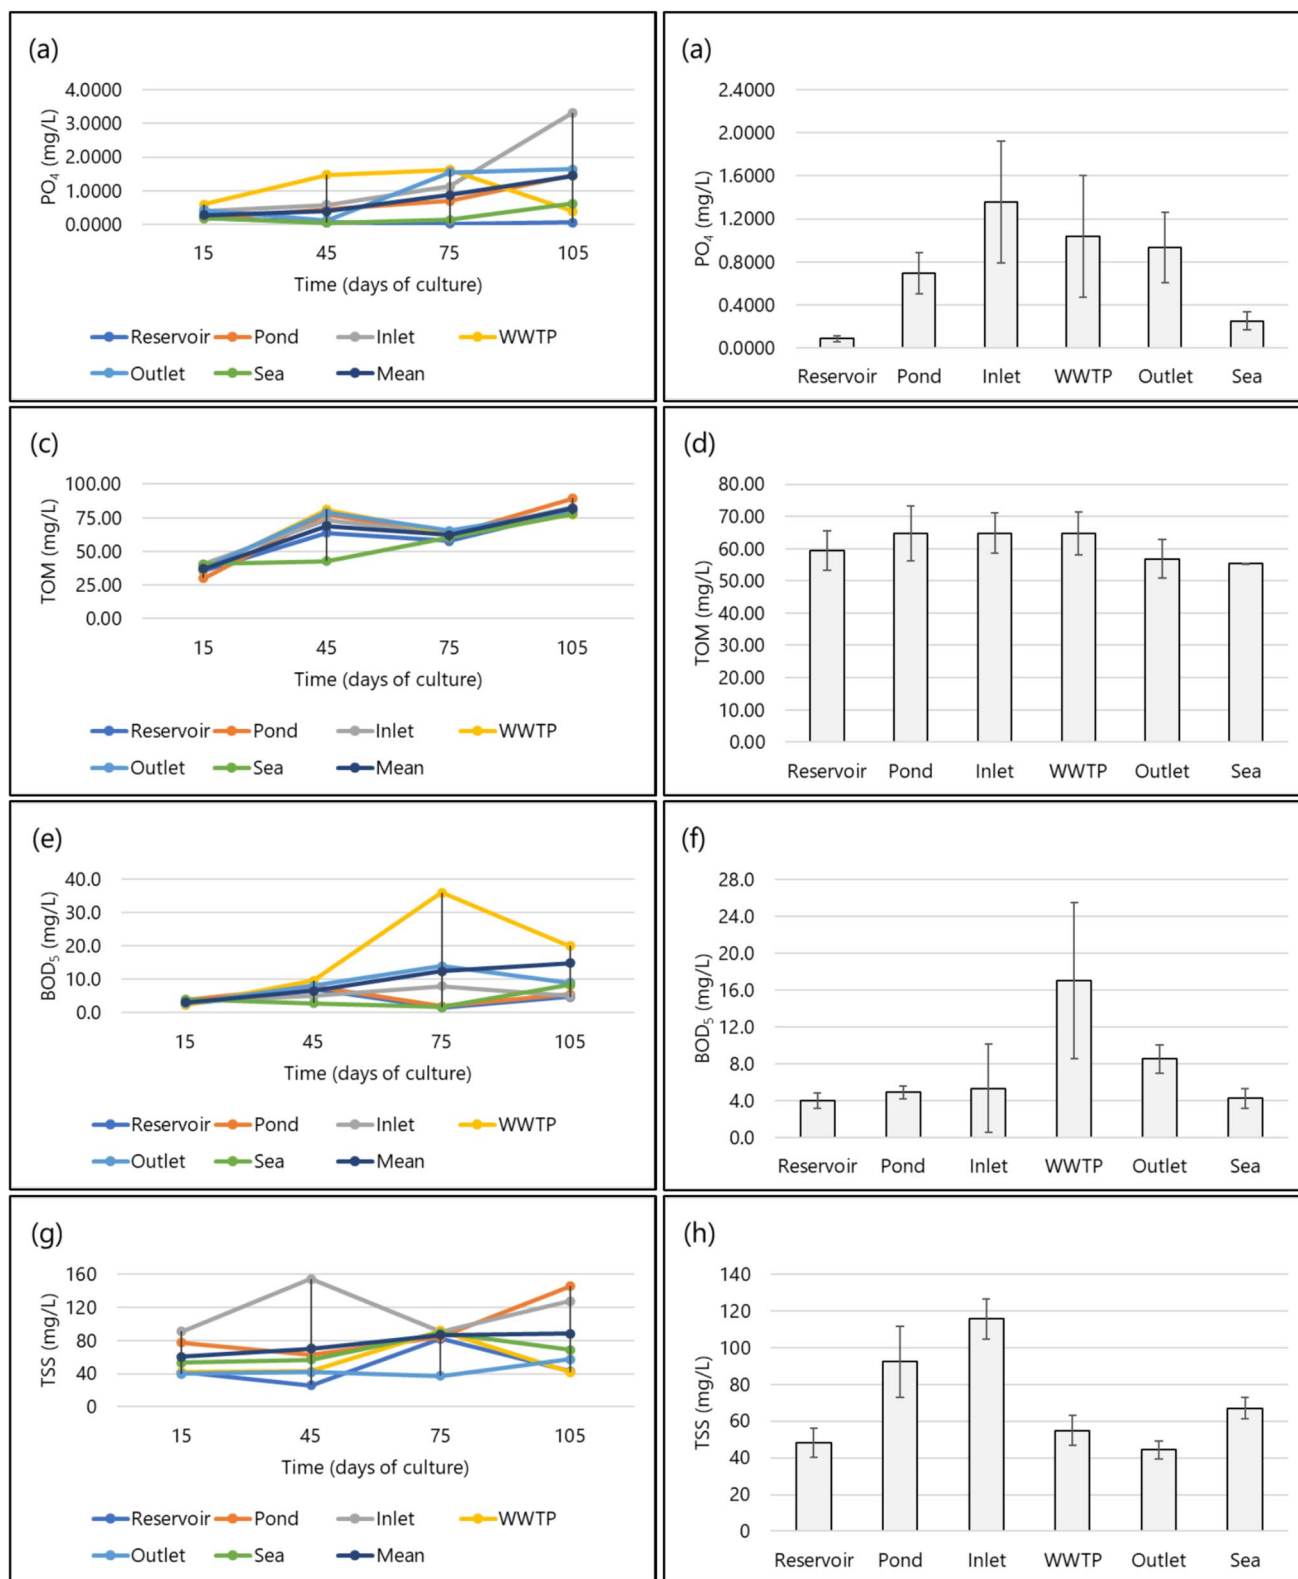 (a)
PO4 (mg/L)
4.0000
3.0000
2.0000
1.0000
0.0000
15 45 75 105
Time (days of culture)
Reservoir Pond Inlet WWTP
Outlet Sea Mean
(a)
PO4 (mg/L)
2.4000
2.0000
1.6000
1.2000
0.8000
0.4000
0.0000
Reservoir Pond Inlet WWTP Outlet Sea
(c)
TOM (mg/L)
100.00
75.00
50.00
25.00
0.00
15 45 75 105
Time (days of culture)
Reservoir Pond Inlet WWTP
Outlet Sea Mean
(d)
TOM (mg/L)
80.00
70.00
60.00
50.00
40.00
30.00
20.00
10.00
0.00
Reservoir Pond Inlet WWTP Outlet Sea
(e)
BOD5 (mg/L)
40.0
30.0
20.0
10.0
0.0
15 45 75 105
Time (days of culture)
Reservoir Pond Inlet WWTP
Outlet Sea Mean
(f)
BOD5 (mg/L)
28.0
24.0
20.0
16.0
12.0
8.0
4.0
0.0
Reservoir Pond Inlet WWTP Outlet Sea
(g)
TSS (mg/L)
160
120
80
40
0
15 45 75 105
Time (days of culture)
Reservoir Pond Inlet WWTP
Outlet Sea Mean
(h)
TSS (mg/L)
140
120
100
80
60
40
20
0
Reservoir Pond Inlet WWTP Outlet Sea